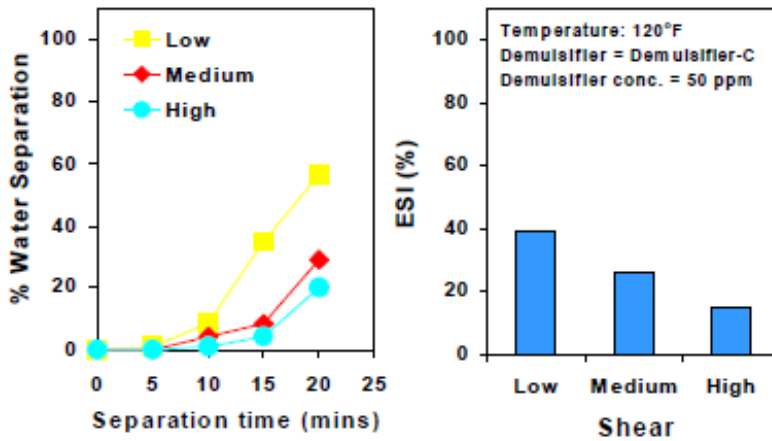 100
80
60
40
20
0
% Water Separation
Low
Medium
High
0 5 10 15 20 25
Separation time (mins)
100
80
60
40
20
0
ESI (%)
Temperature: 120°F
Demulsifier = Demulsifier-C
Demulsifier conc. = 50 ppm
Low Medium High
Shear